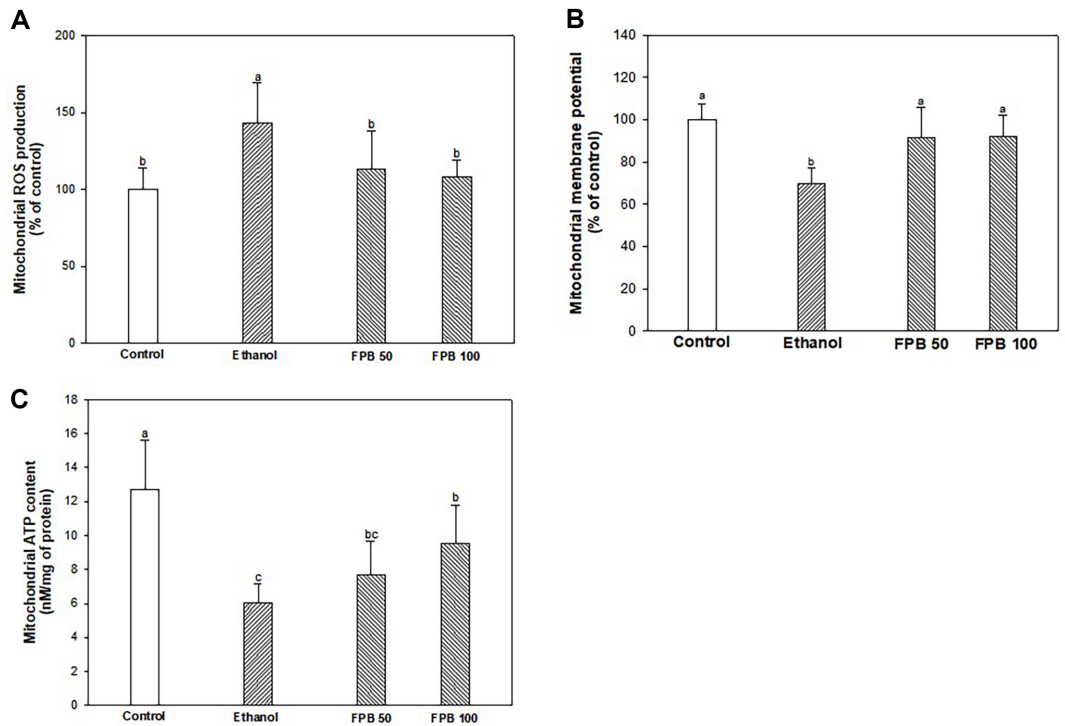 A
Mitochondrial ROS production
(% of control)
200
150
100
50
0
b
a
b
b
Control
Ethanol
FPB 50
FPB 100
B
Mitochondrial membrane potential
(% of control)
140
120
100
80
60
40
20
0
a
b
a
a
Control
Ethanol
FPB 50
FPB 100
C
Mitochondrial ATP content
(nM/mg of protein)
18
16
14
12
10
8
6
4
2
0
a
c
bc
b
Control
Ethanol
FPB 50
FPB 100